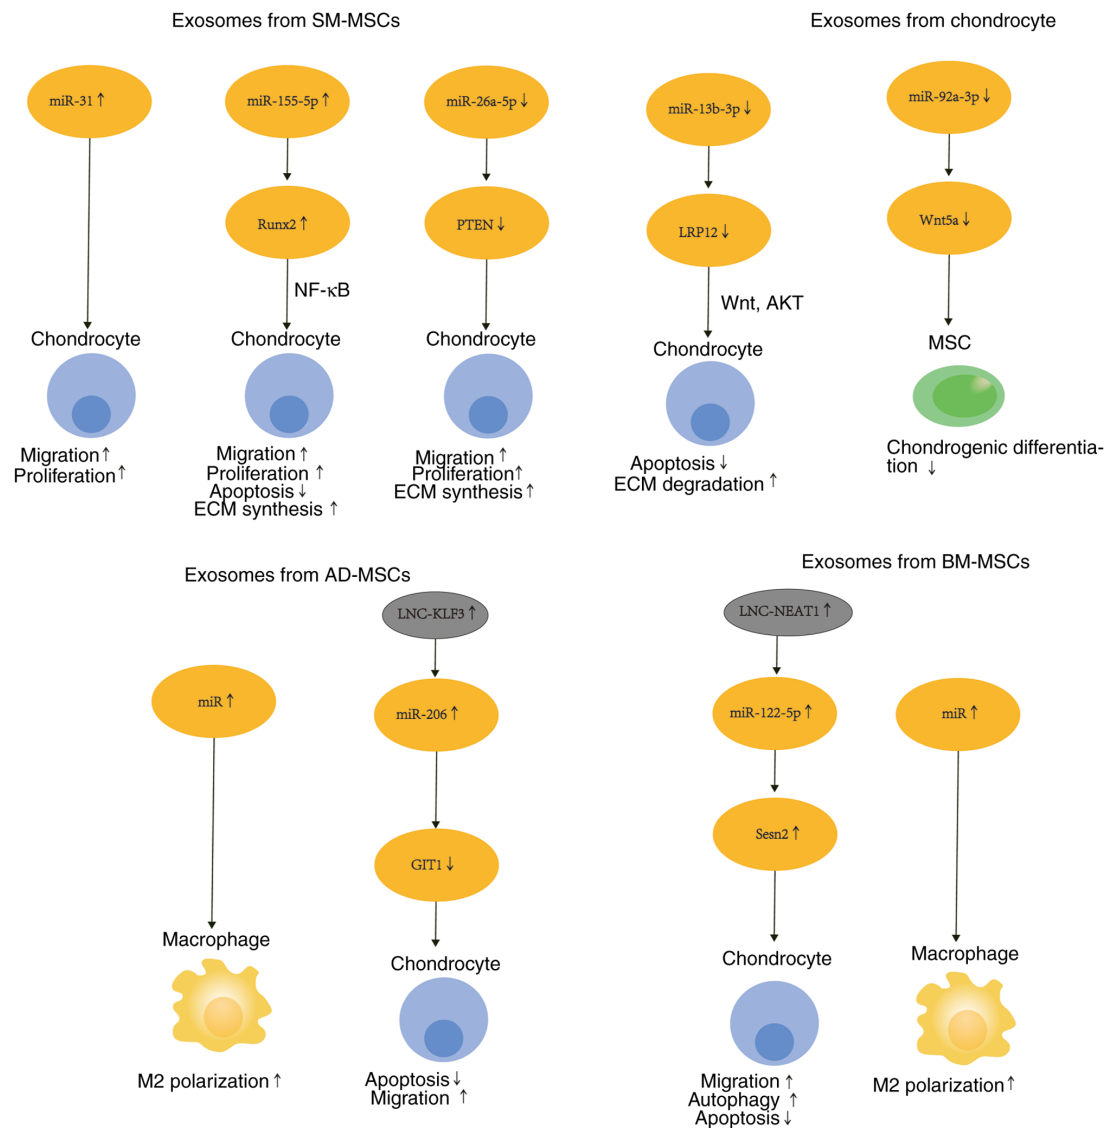 Exosomes from SM-MSCs
miR-31 ↑
miR-155-5p ↑
miR-26a-5p ↓
Runx2 ↑
PTEN ↓
NF-κB
Chondrocyte
Chondrocyte
Chondrocyte
Migration ↑
Proliferation ↑
Migration ↑
Proliferation ↑
Apoptosis ↓
ECM synthesis ↑
Migration ↑
Proliferation ↑
ECM synthesis ↑
Exosomes from chondrocyte
miR-13b-3p ↓
miR-92a-3p ↓
LRP12 ↓
Wnt5a ↓
Wnt, AKT
Chondrocyte
MSC
Apoptosis ↓
ECM degradation ↑
Chondrogenic differentia-
tion ↓
Exosomes from AD-MSCs
LNC-KLF3 ↑
miR ↑
miR-206 ↑
GIT1 ↓
Macrophage
Chondrocyte
M2 polarization ↑
Apoptosis ↓
Migration ↑
Exosomes from BM-MSCs
LNC-NEAT1 ↑
miR-122-5p ↑
miR ↑
Sesn2 ↑
Chondrocyte
Macrophage
Migration ↑
Autophagy ↑
Apoptosis ↓
M2 polarization ↑